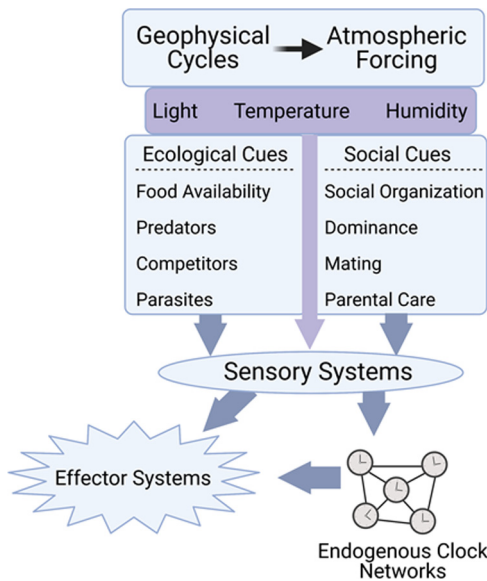 Geophysical Cycles
Atmospheric Forcing
Light Temperature Humidity
Ecological Cues
Food Availability
Predators
Competitors
Parasites
Social Cues
Social Organization
Dominance
Mating
Parental Care
Sensory Systems
Effector Systems
Endogenous Clock
Networks